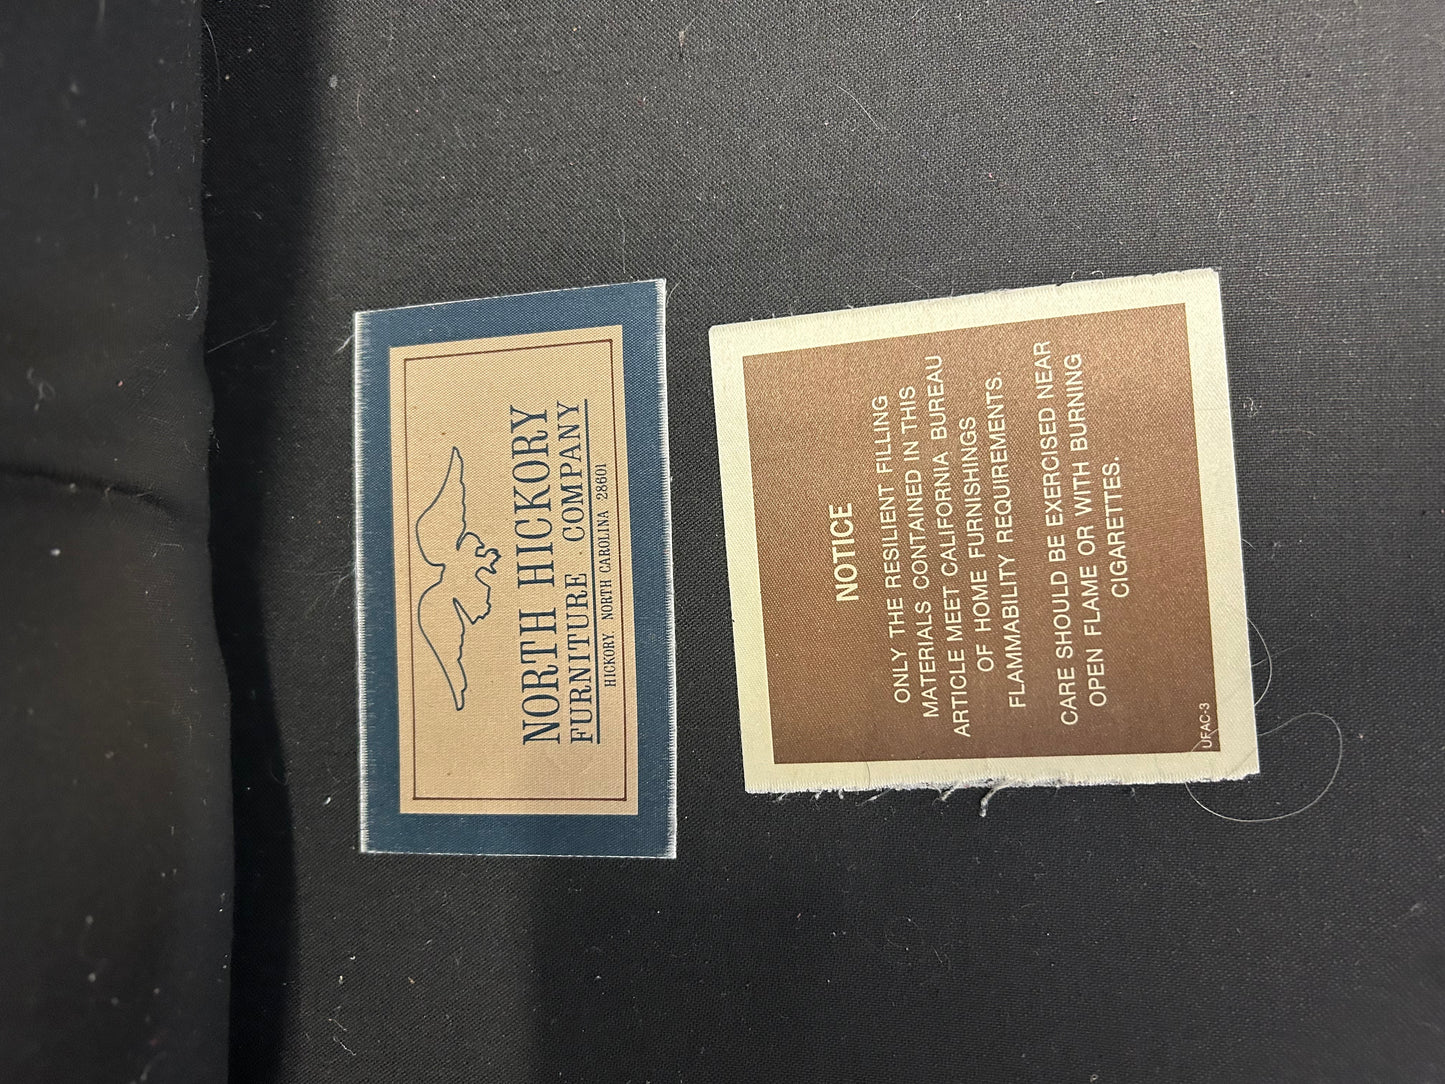 NORTH HICKORY
FURNITURE COMPANY
HICKORY, NORTH CAROLINA 28601
NOTICE
ONLY THE RESILIENT FILLING
MATERIALS CONTAINED IN THIS
ARTICLE MEET CALIFORNIA BUREAU
OF HOME FURNISHINGS
FLAMMABILITY REQUIREMENTS.
CARE SHOULD BE EXERCISED NEAR
OPEN FLAME OR WITH BURNING
CIGARETTES.
UFAC-3